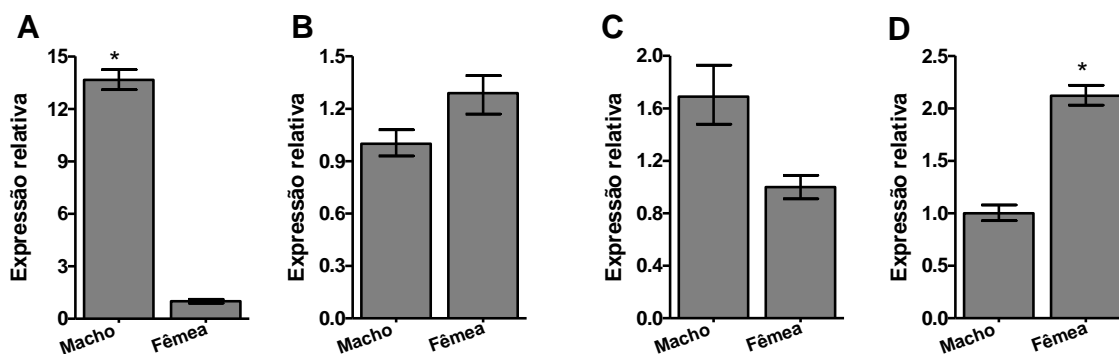 A
Expressão relativa
15
12
9
6
3
0
*
Macho
Fêmea
B
Expressão relativa
1.5
1.2
0.9
0.6
0.3
0.0
Macho
Fêmea
C
Expressão relativa
2.0
1.6
1.2
0.8
0.4
0.0
Macho
Fêmea
D
Expressão relativa
2.5
2.0
1.5
1.0
0.5
0.0
*
Macho
Fêmea